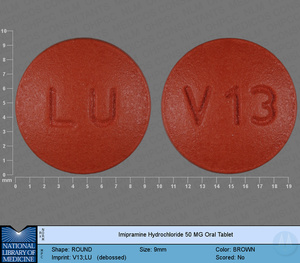 LU
V13
Imipramine Hydrochloride 50 MG Oral Tablet
NATIONAL
LIBRARY OF
MEDICINE
Shape: ROUND Size: 9mm Color: BROWN
Imprint: V13;LU (debossed) Scored: No